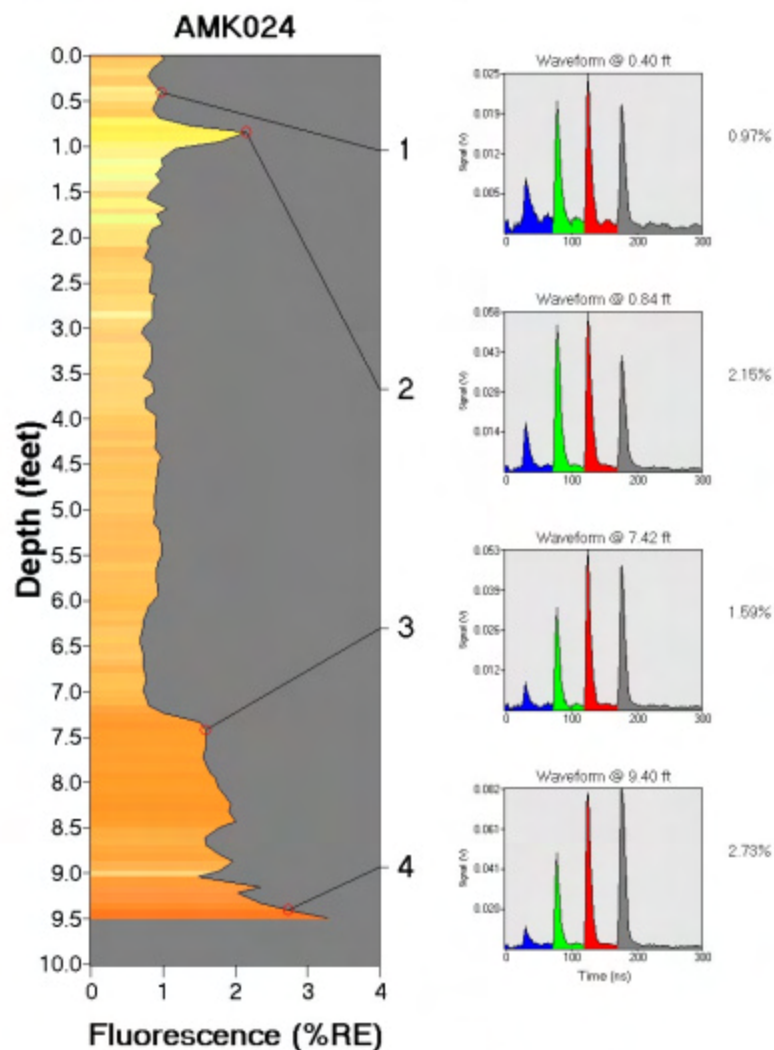 AMK024
Depth (feet)
0.0
0.5
1.0
1.5
2.0
2.5
3.0
3.5
4.0
4.5
5.0
5.5
6.0
6.5
7.0
7.5
8.0
8.5
9.0
9.5
10.0
0 1 2 3 4
Fluorescence (%RE)
1
2
3
4
Waveform @ 0.40 ft
Signal (V)
0.025
0.019
0.012
0.005
0 100 200 300
0.97%
Waveform @ 0.84 ft
Signal (V)
0.058
0.043
0.029
0.014
0 100 200 300
2.15%
Waveform @ 7.42 ft
Signal (V)
0.053
0.039
0.026
0.012
0 100 200 300
1.59%
Waveform @ 9.40 ft
Signal (V)
0.082
0.061
0.041
0.020
0 100 200 300
Time (ns)
2.73%